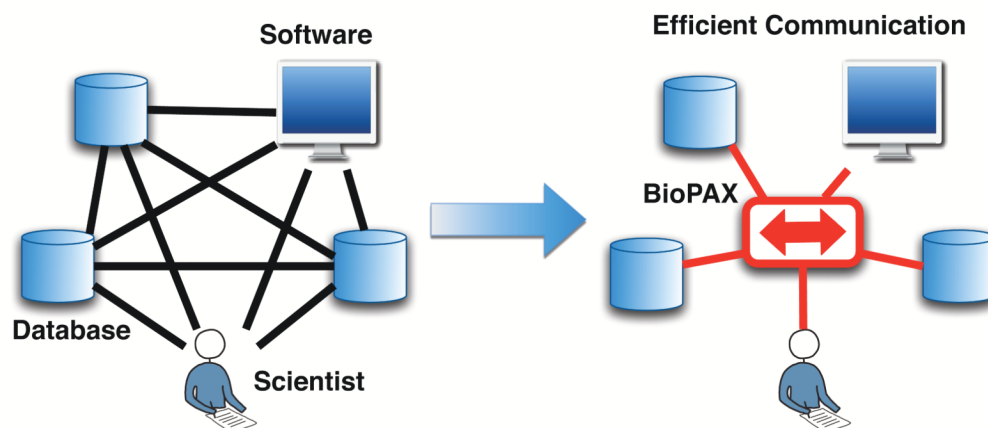 Software
Database
Scientist
Efficient Communication
BioPAX